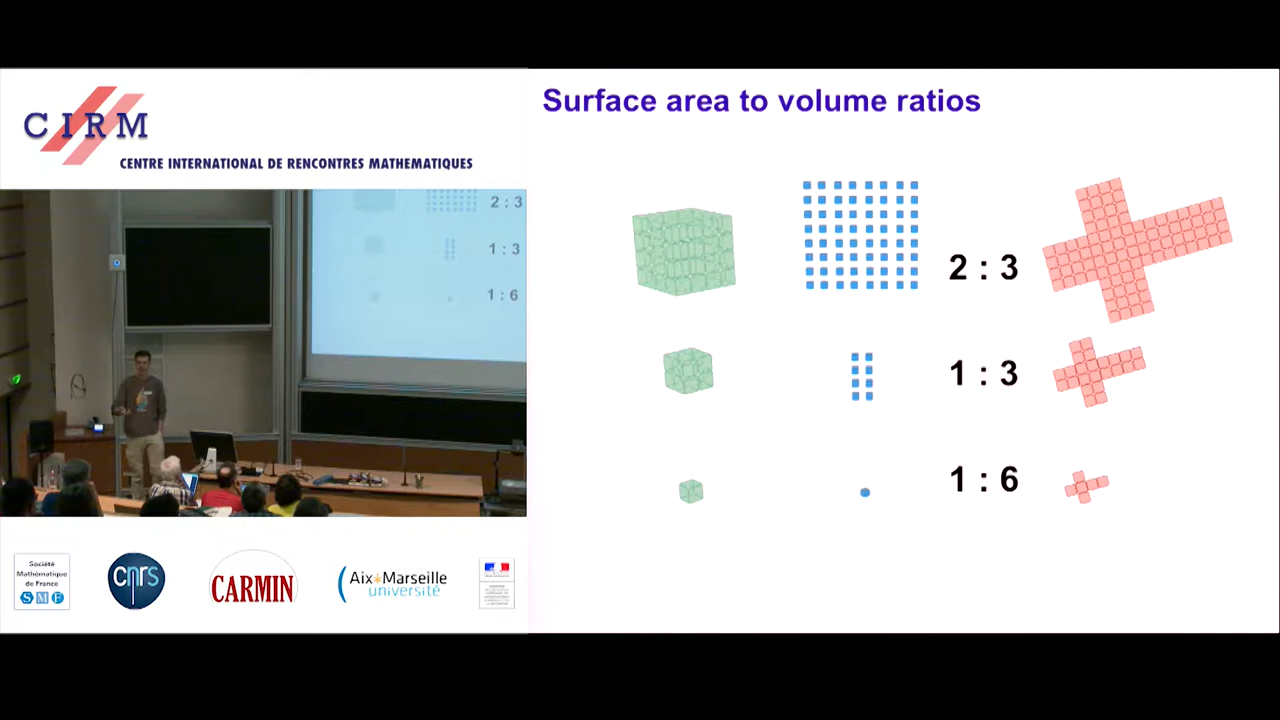 CIRM
CENTRE INTERNATIONAL DE RENCONTRES MATHEMATIQUES
2 : 3
1 : 3
1 : 6
Société
Mathématique
de France
S M F
cnrs
CARMIN
Aix*Marseille
université
Surface area to volume ratios
2 : 3
1 : 3
1 : 6